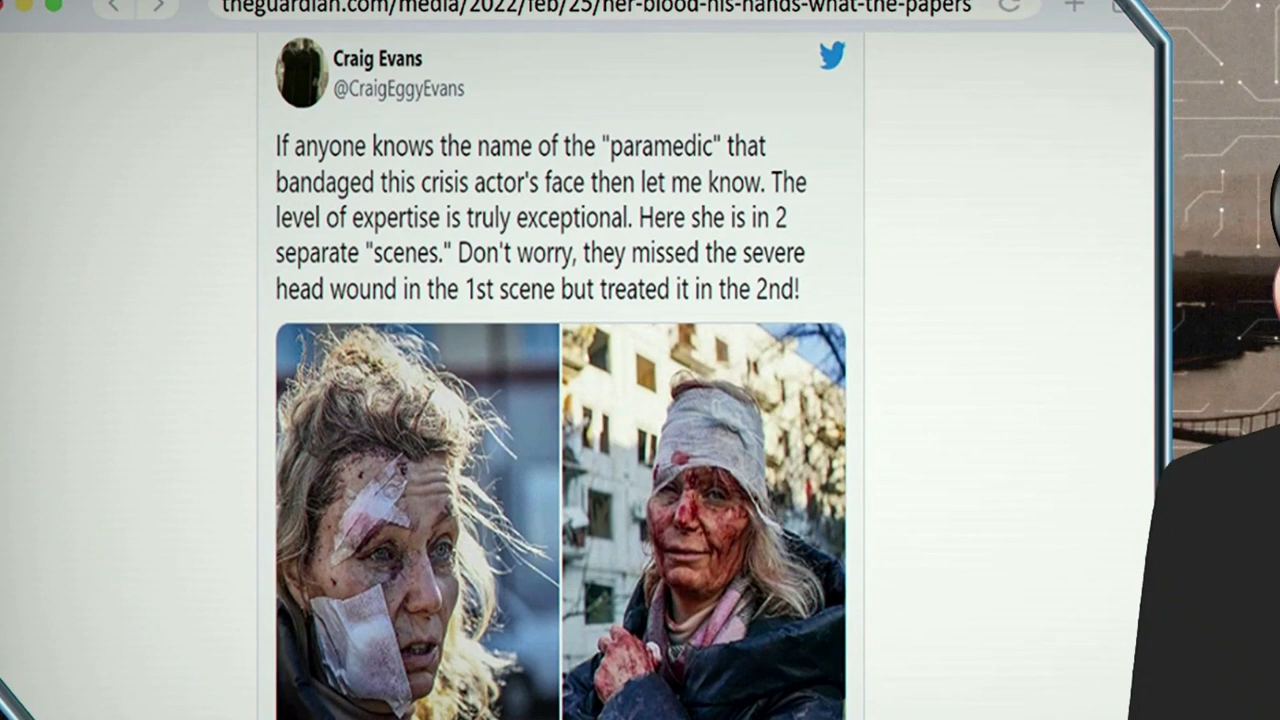 theguardian.com/media/2022/feb/25/her-blood-his-hands-what-the-papers
Craig Evans
@CraigEggyEvans
If anyone knows the name of the "paramedic" that
bandaged this crisis actor's face then let me know. The
level of expertise is truly exceptional. Here she is in 2
separate "scenes." Don't worry, they missed the severe
head wound in the 1st scene but treated it in the 2nd!